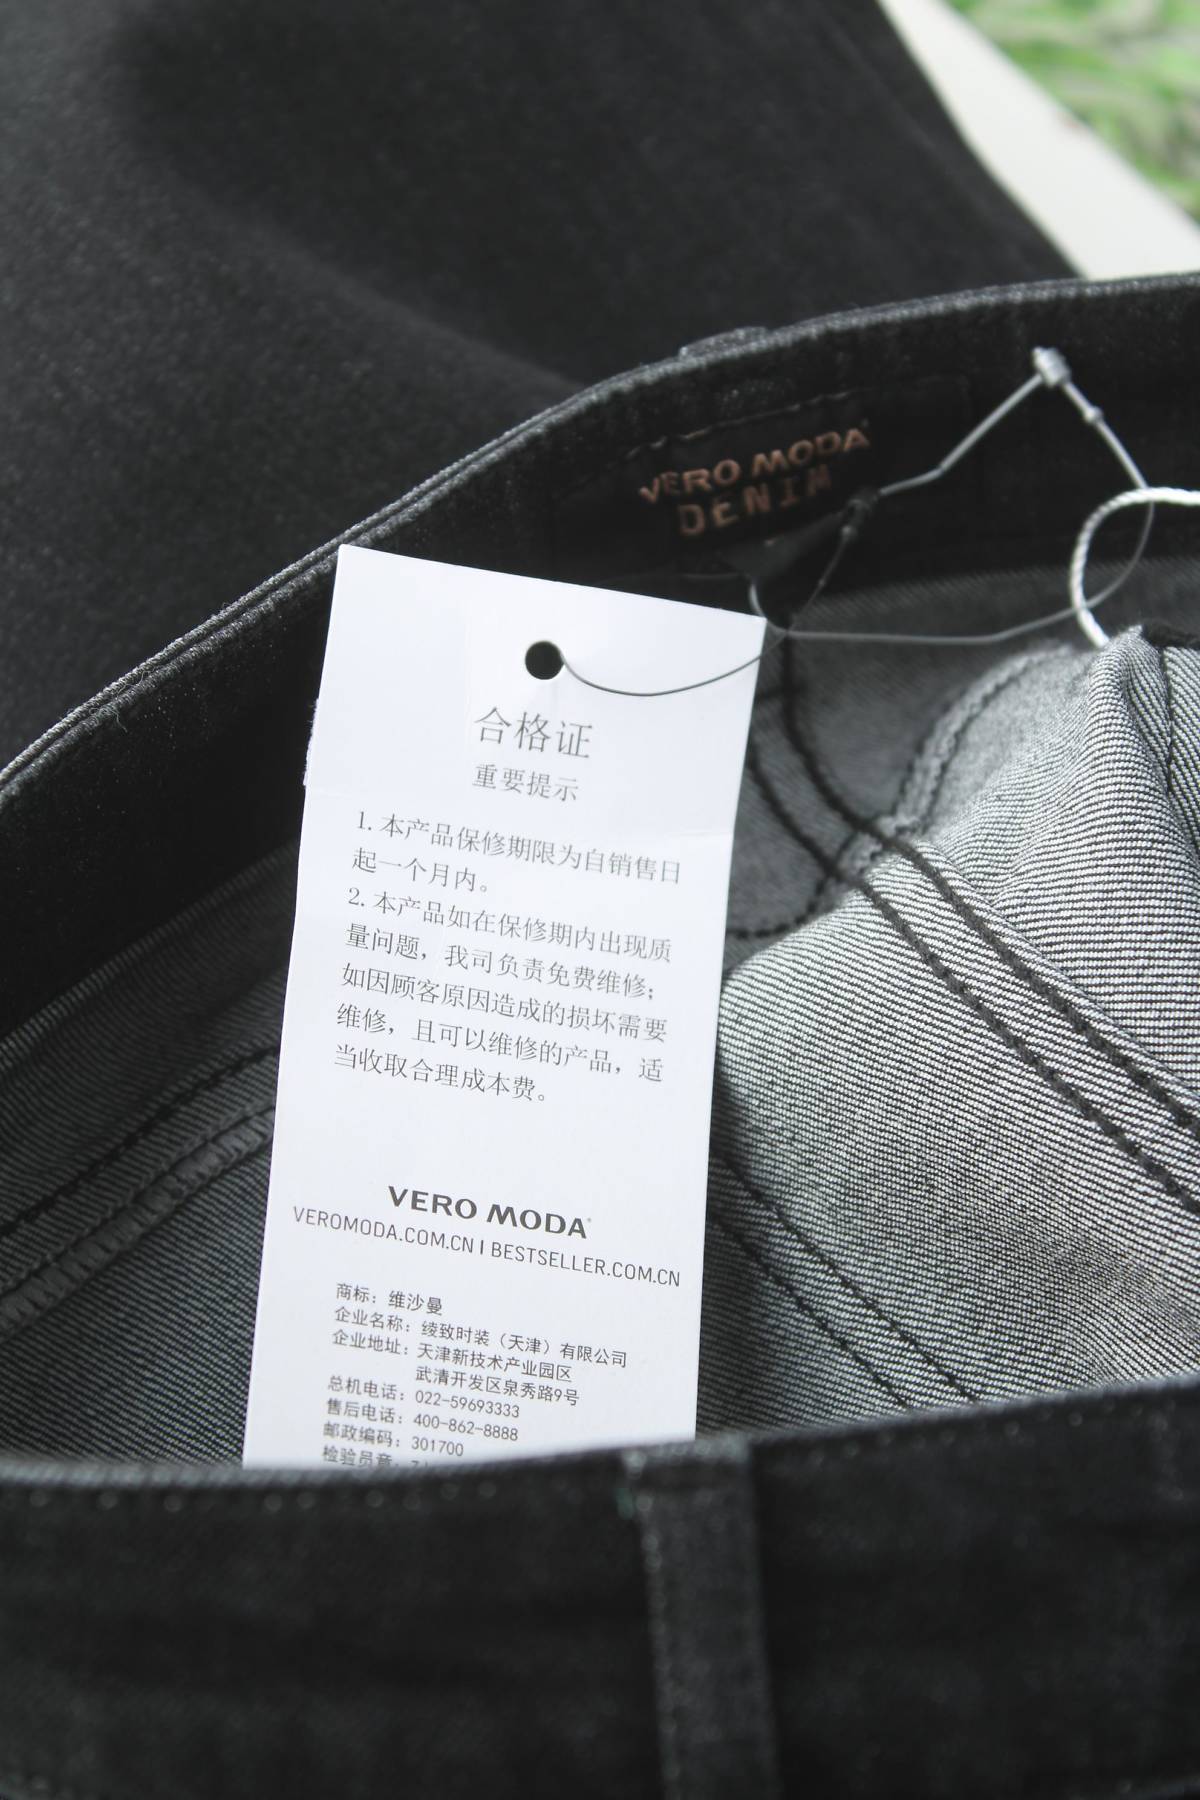 VERO MODA
DENIM
合格证
重要提示
1. 本产品保修期限为自销售日
起一个月内。
2. 本产品如在保修期内出现质
量问题，我司负责免费维修；
如因顾客原因造成的损坏需要
维修，且可以维修的产品，适
当收取合理成本费。
VERO MODA
VEROMODA.COM.CN | BESTSELLER.COM.CN
商标：维沙曼
企业名称：绫致时装（天津）有限公司
企业地址：天津新技术产业园区
武清开发区泉秀路9号
总机电话：022-59693333
售后电话：400-862-8888
邮政编码：301700
检验员